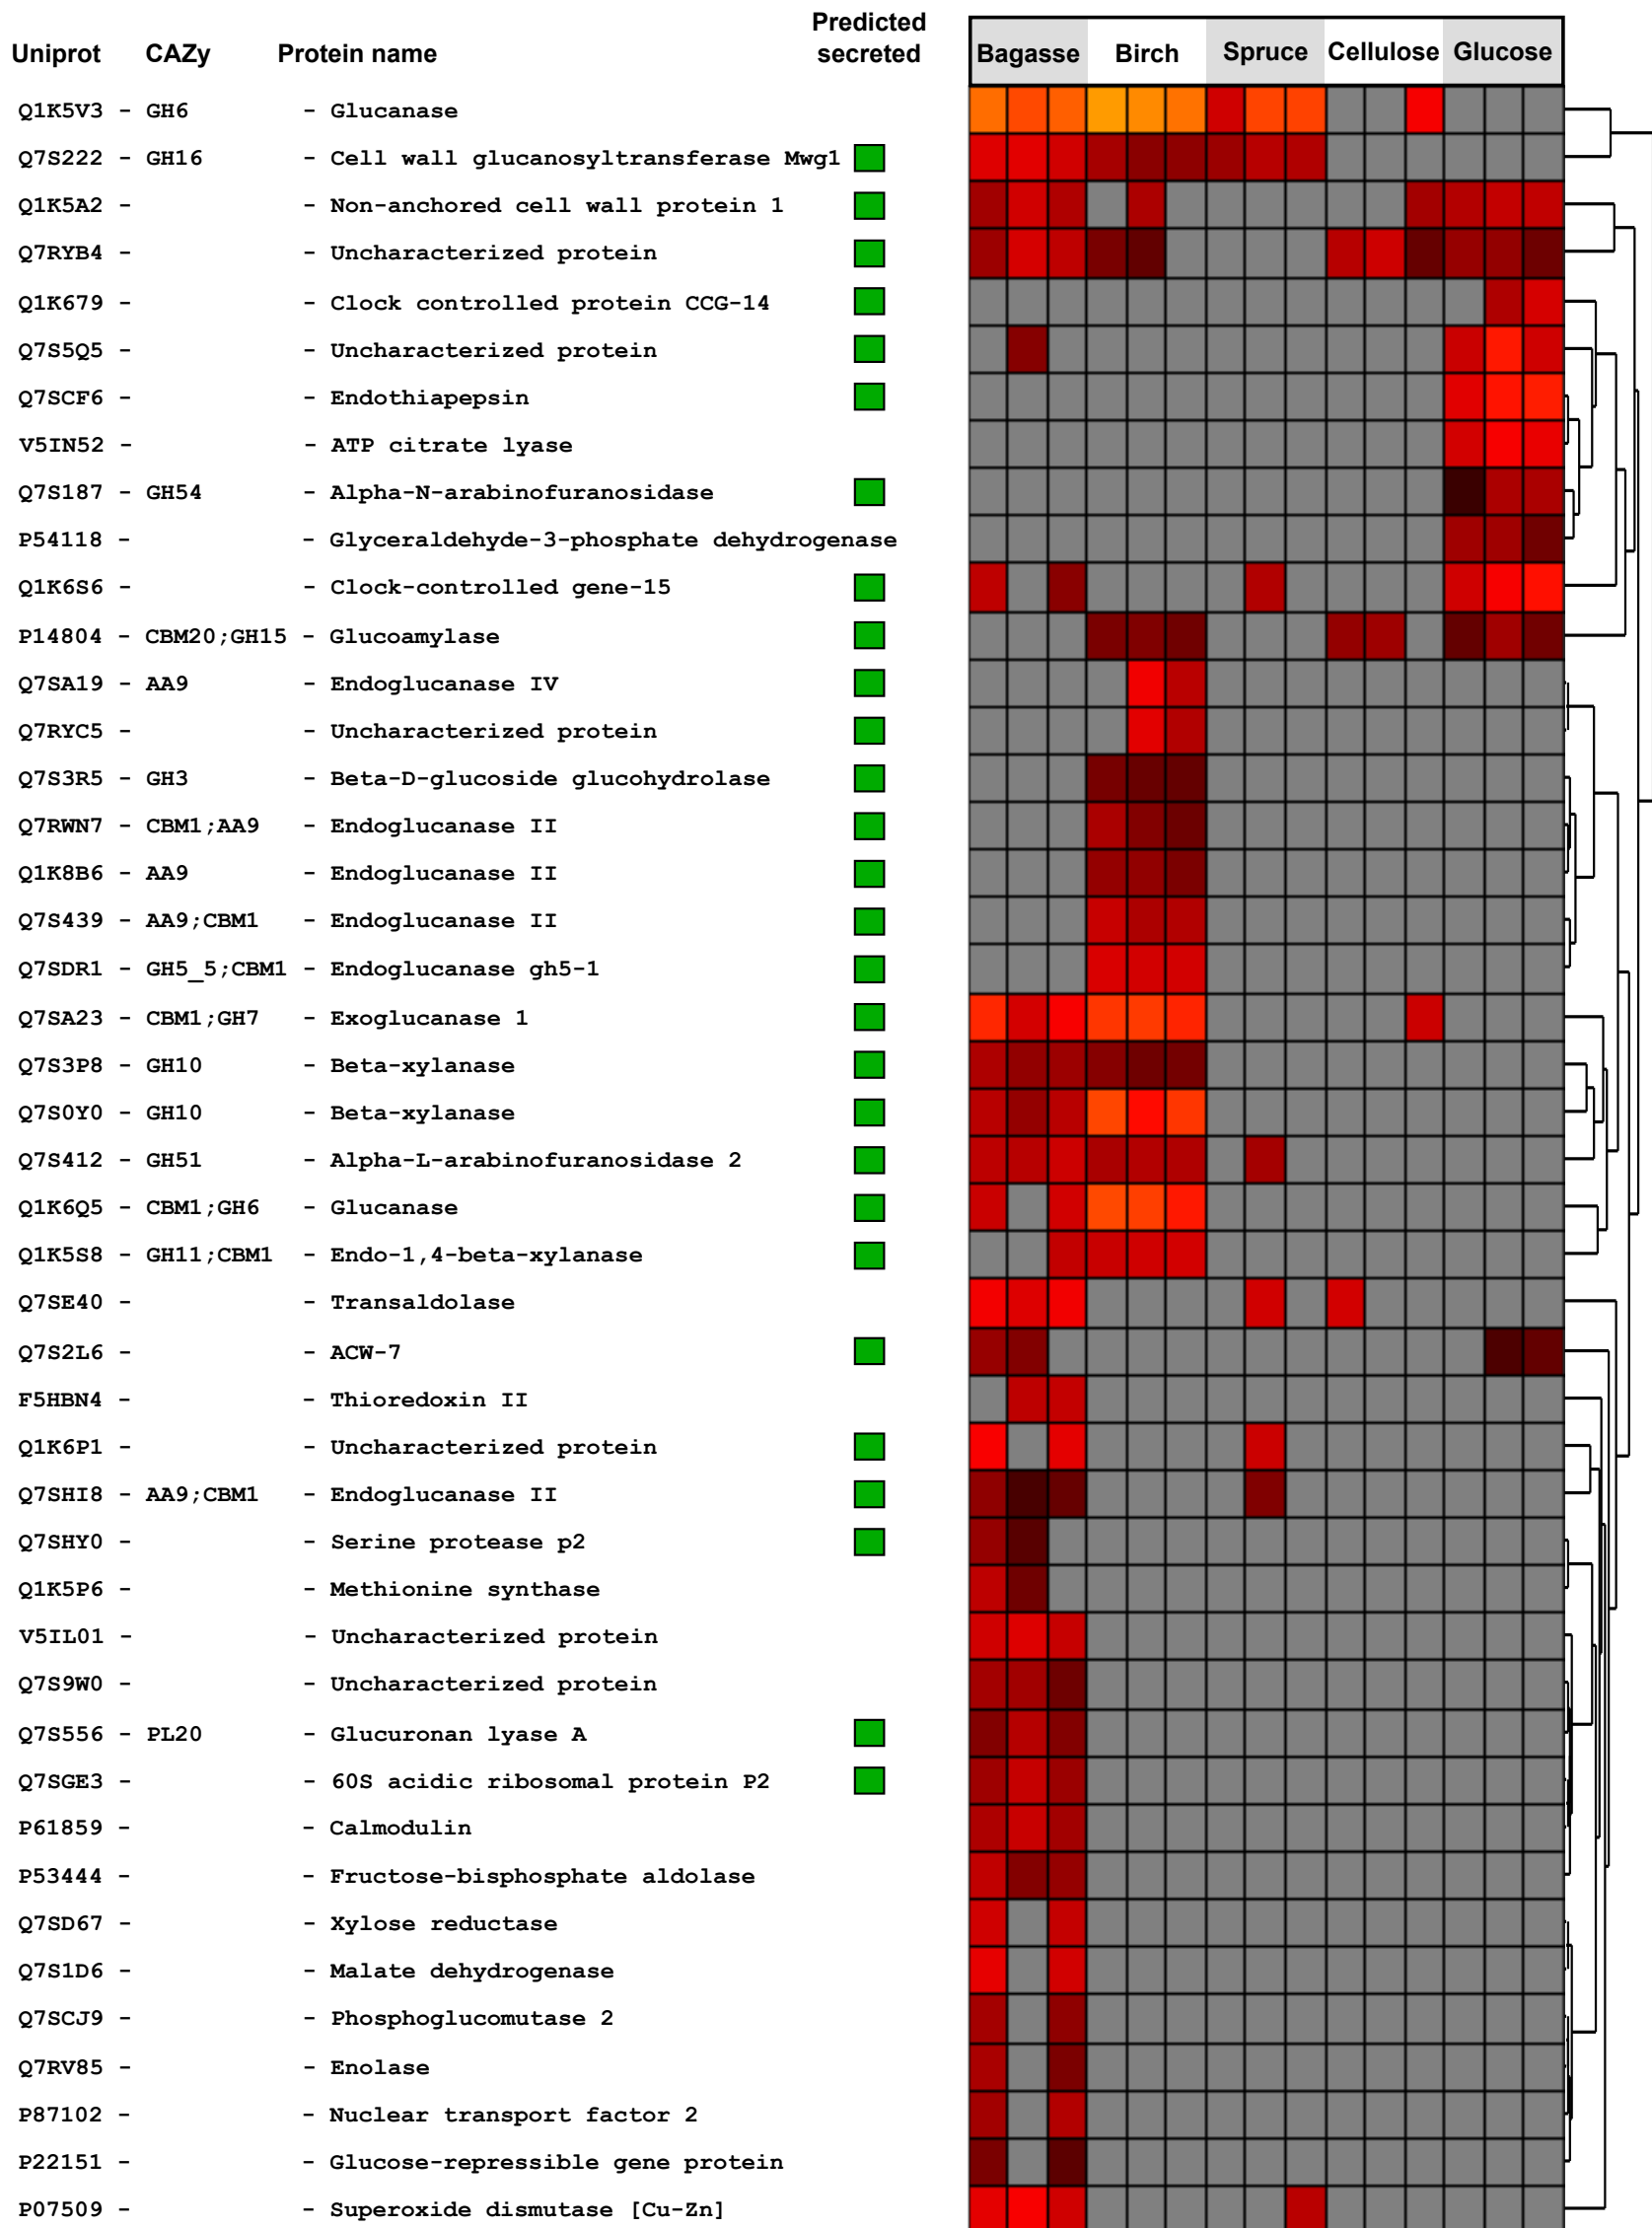 Predicted
Uniprot CAZy Protein name secreted Bagasse Birch Spruce Cellulose Glucose
Q1K5V3 - GH6 - Glucanase
Q7S222 - GH16 - Cell wall glucanosyltransferase Mwg1
Q1K5A2 - - Non-anchored cell wall protein 1
Q7RYB4 - - Uncharacterized protein
Q1K679 - - Clock controlled protein CCG-14
Q7S5Q5 - - Uncharacterized protein
Q7SCF6 - - Endothiapepsin
V5IN52 - - ATP citrate lyase
Q7S187 - GH54 - Alpha-N-arabinofuranosidase
P54118 - - Glyceraldehyde-3-phosphate dehydrogenase
Q1K6S6 - - Clock-controlled gene-15
P14804 - CBM20;GH15 - Glucoamylase
Q7SA19 - AA9 - Endoglucanase IV
Q7RYC5 - - Uncharacterized protein
Q7S3R5 - GH3 - Beta-D-glucoside glucohydrolase
Q7RWN7 - CBM1;AA9 - Endoglucanase II
Q1K8B6 - AA9 - Endoglucanase II
Q7S439 - AA9;CBM1 - Endoglucanase II
Q7SDR1 - GH5_5;CBM1 - Endoglucanase gh5-1
Q7SA23 - CBM1;GH7 - Exoglucanase 1
Q7S3P8 - GH10 - Beta-xylanase
Q7S0Y0 - GH10 - Beta-xylanase
Q7S412 - GH51 - Alpha-L-arabinofuranosidase 2
Q1K6Q5 - CBM1;GH6 - Glucanase
Q1K5S8 - GH11;CBM1 - Endo-1,4-beta-xylanase
Q7SE40 - - Transaldolase
Q7S2L6 - - ACW-7
F5HBN4 - - Thioredoxin II
Q1K6P1 - - Uncharacterized protein
Q7SHI8 - AA9;CBM1 - Endoglucanase II
Q7SHY0 - - Serine protease p2
Q1K5P6 - - Methionine synthase
V5IL01 - - Uncharacterized protein
Q7S9W0 - - Uncharacterized protein
Q7S556 - PL20 - Glucuronan lyase A
Q7SGE3 - - 60S acidic ribosomal protein P2
P61859 - - Calmodulin
P53444 - - Fructose-bisphosphate aldolase
Q7SD67 - - Xylose reductase
Q7S1D6 - - Malate dehydrogenase
Q7SCJ9 - - Phosphoglucomutase 2
Q7RV85 - - Enolase
P87102 - - Nuclear transport factor 2
P22151 - - Glucose-repressible gene protein
P07509 - - Superoxide dismutase [Cu-Zn]